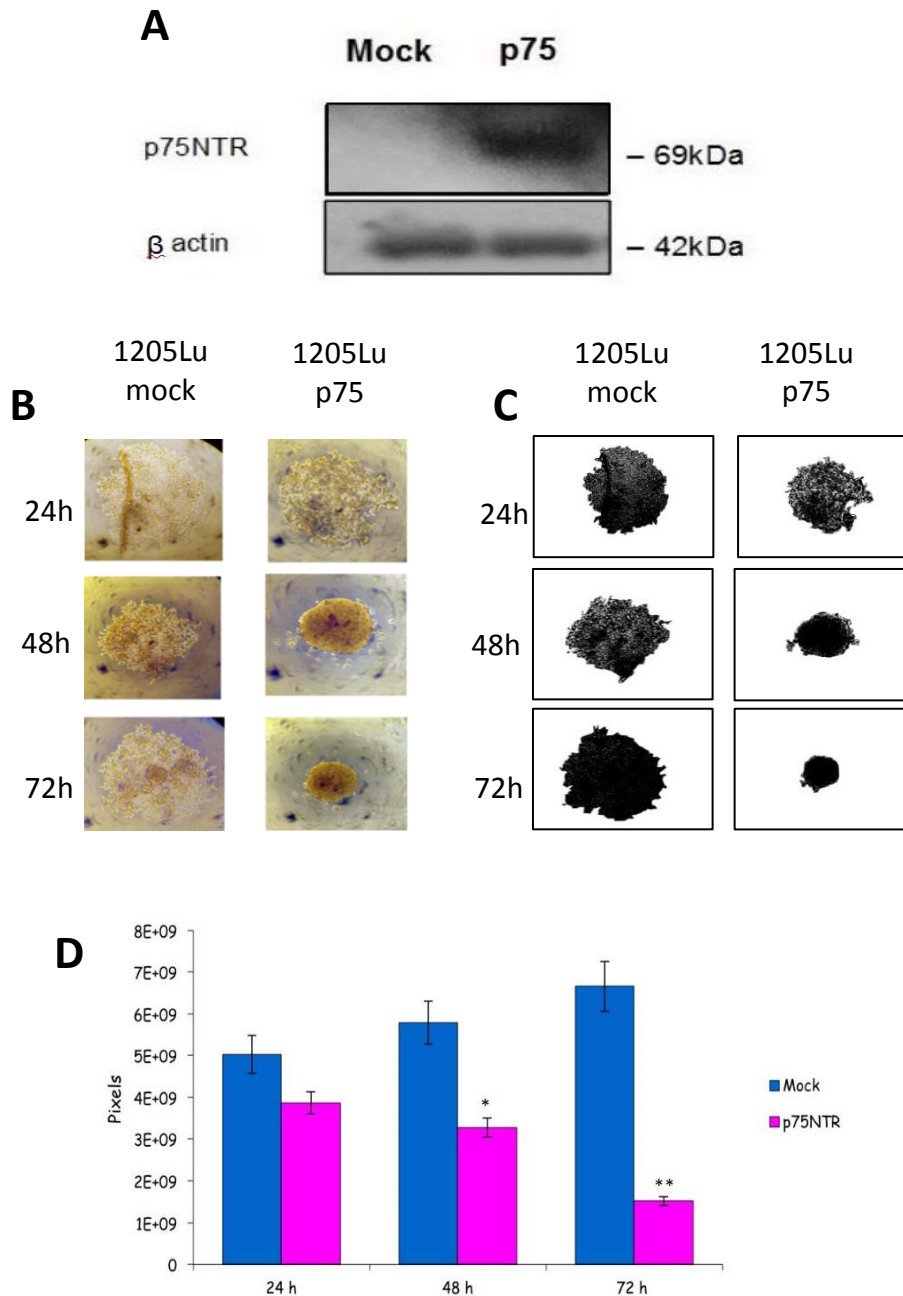 A
Mock p75
p75NTR
– 69kDa
β actin
– 42kDa
1205Lu
mock
1205Lu
p75
1205Lu
mock
1205Lu
p75
B
C
24h
48h
72h
24h
48h
72h
D
8E+09
7E+09
6E+09
5E+09
4E+09
3E+09
2E+09
1E+09
0
Pixels
*
**
Mock
p75NTR
24 h
48 h
72 h